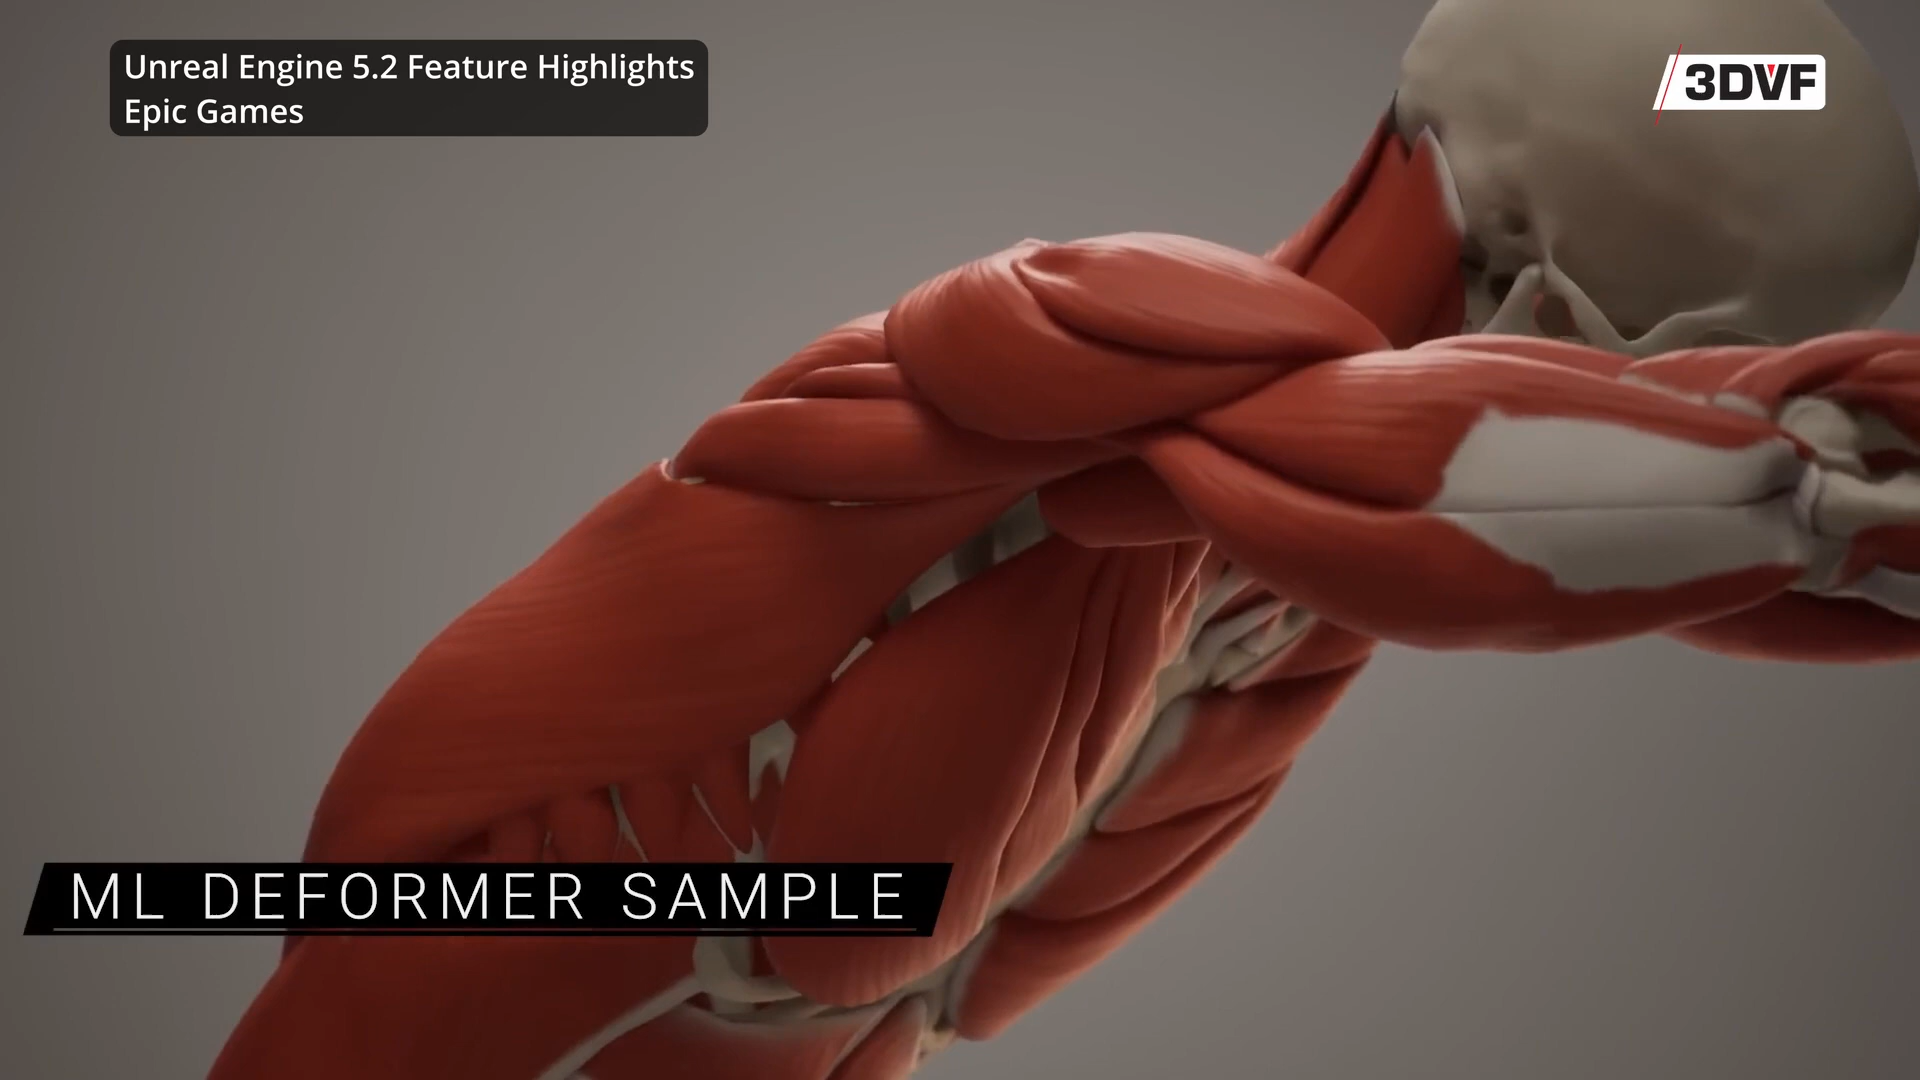 Unreal Engine 5.2 Feature Highlights
Epic Games
3DVF
ML DEFORMER SAMPLE